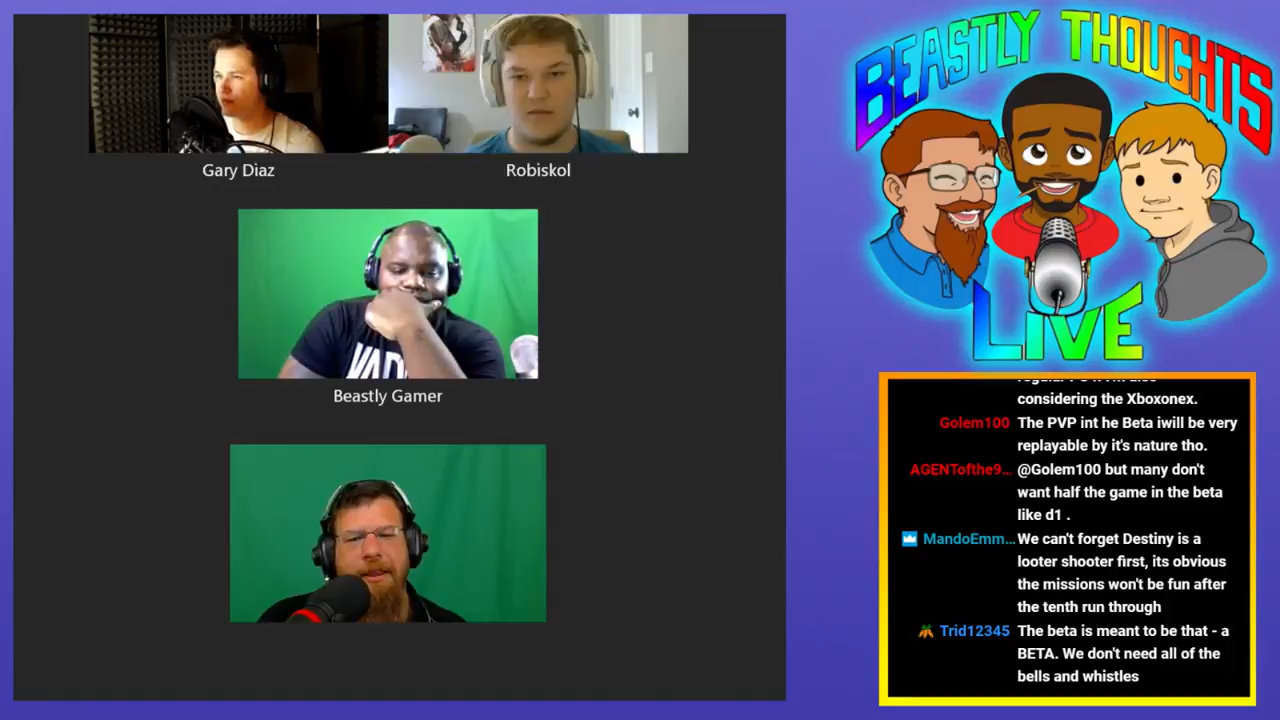 Gary Diaz
Robiskol
Beastly Gamer
BEASTLY THOUGHTS
LIVE
considering the Xboxonex.
Golem100 The PVP int he Beta iwill be very
replayable by it's nature tho.
AGENTofthe9... @Golem100 but many don't
want half the game in the beta
like d1 .
MandoEmm... We can't forget Destiny is a
looter shooter first, its obvious
the missions won't be fun after
the tenth run through
Trid12345 The beta is meant to be that - a
BETA. We don't need all of the
bells and whistles